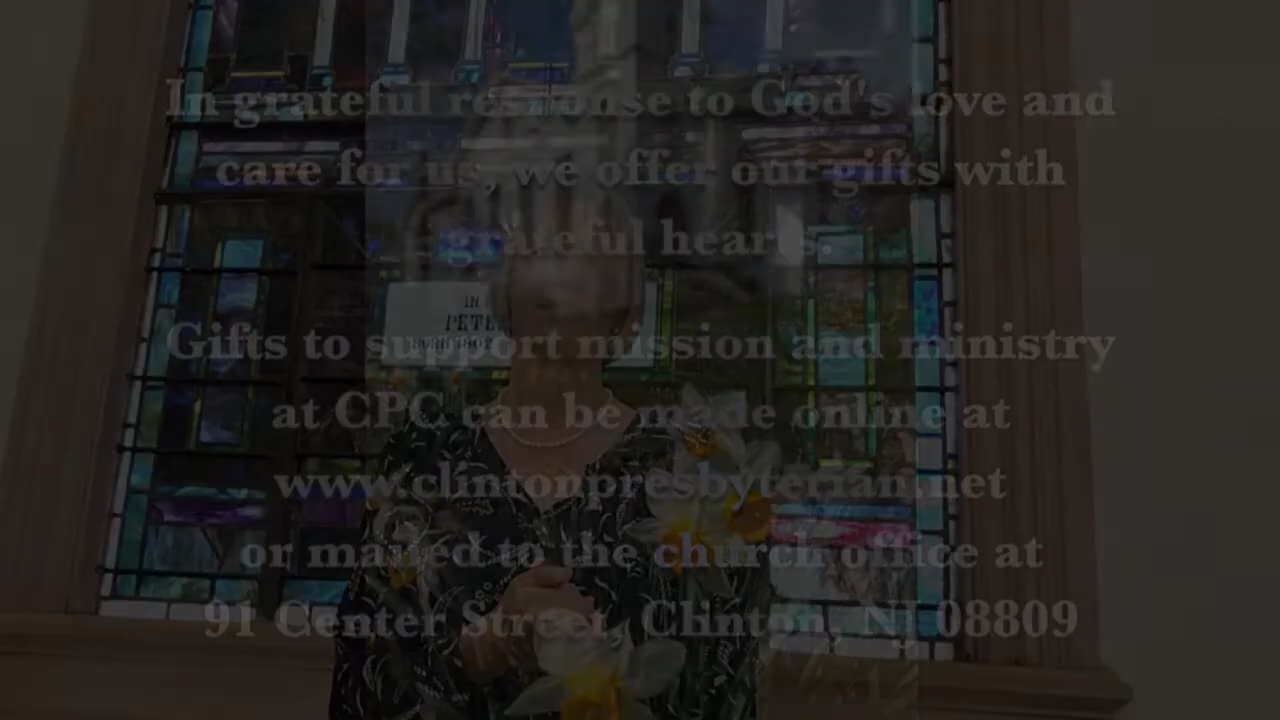 In grateful response to God's love and
care for us, we offer our gifts with
grateful hearts.
Gifts to support mission and ministry
at CPC can be made online at
www.clintonpresbyterian.net
or mailed to the church office at
91 Center Street, Clinton, NJ 08809
IN
PETE